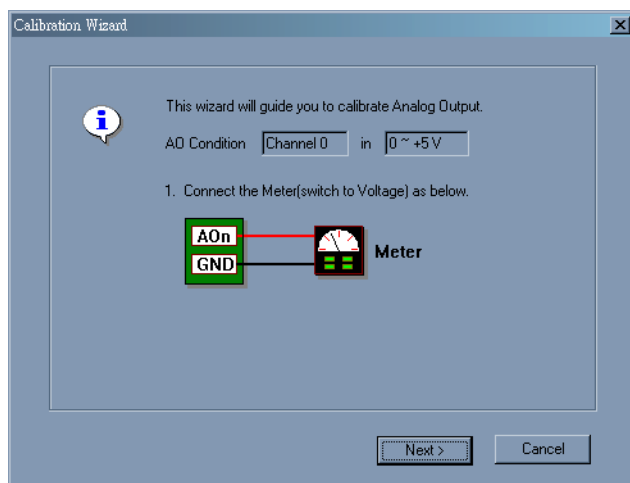 Calibration Wizard
This wizard will guide you to calibrate Analog Output.
AO Condition Channel 0 in 0 ~ +5 V
1. Connect the Meter(switch to Voltage) as below.
AOn
GND
Meter
Next >
Cancel